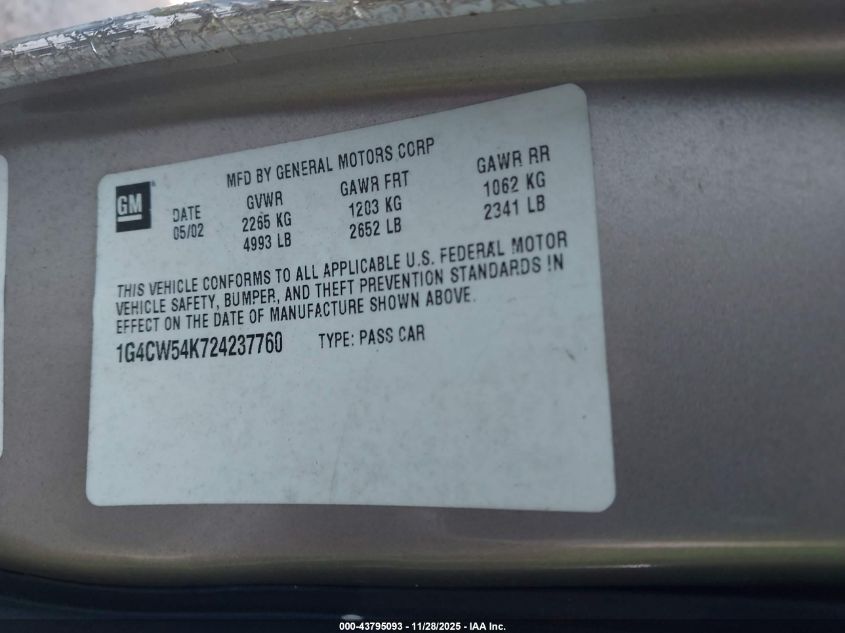 MFD BY GENERAL MOTORS CORP
GM
DATE GVWR GAWR FRT GAWR RR
05/02 2265 KG 1203 KG 1062 KG
4993 LB 2652 LB 2341 LB
THIS VEHICLE CONFORMS TO ALL APPLICABLE U.S. FEDERAL MOTOR
VEHICLE SAFETY, BUMPER, AND THEFT PREVENTION STANDARDS IN
EFFECT ON THE DATE OF MANUFACTURE SHOWN ABOVE.
1G4CW54K724237760 TYPE: PASS CAR
000-43795093 - 11/28/2025 - IAA Inc.